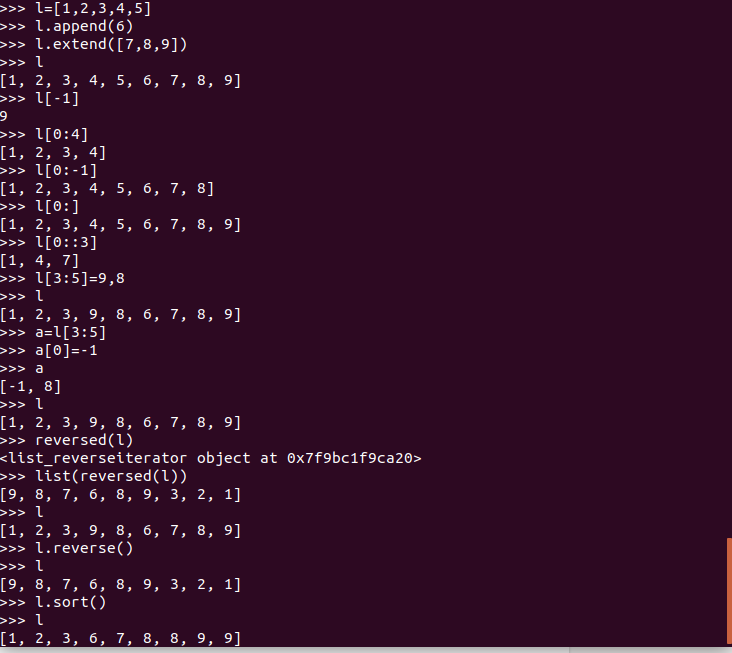 >>> l=[1,2,3,4,5]
>>> l.append(6)
>>> l.extend([7,8,9])
>>> l
[1, 2, 3, 4, 5, 6, 7, 8, 9]
>>> l[-1]
9
>>> l[0:4]
[1, 2, 3, 4]
>>> l[0:-1]
[1, 2, 3, 4, 5, 6, 7, 8]
>>> l[0:]
[1, 2, 3, 4, 5, 6, 7, 8, 9]
>>> l[0::3]
[1, 4, 7]
>>> l[3:5]=9,8
>>> l
[1, 2, 3, 9, 8, 6, 7, 8, 9]
>>> a=l[3:5]
>>> a[0]=-1
>>> a
[-1, 8]
>>> l
[1, 2, 3, 9, 8, 6, 7, 8, 9]
>>> reversed(l)
<list_reverseiterator object at 0x7f9bc1f9ca20>
>>> list(reversed(l))
[9, 8, 7, 6, 8, 9, 3, 2, 1]
>>> l
[1, 2, 3, 9, 8, 6, 7, 8, 9]
>>> l.reverse()
>>> l
[9, 8, 7, 6, 8, 9, 3, 2, 1]
>>> l.sort()
>>> l
[1, 2, 3, 6, 7, 8, 8, 9, 9]